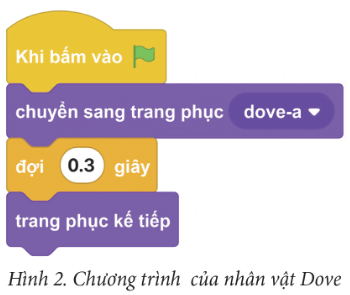 Khi bấm vào
chuyển sang trang phục dove-a
đợi 0.3 giây
trang phục kế tiếp
Hình 2. Chương trình của nhân vật Dove